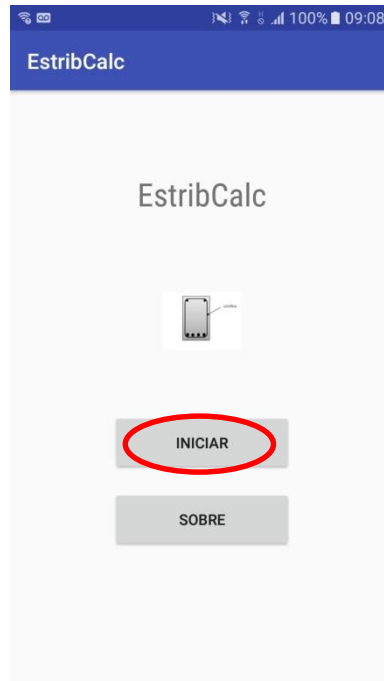 100% 09:08
EstribCalc
EstribCalc
INICIAR
SOBRE